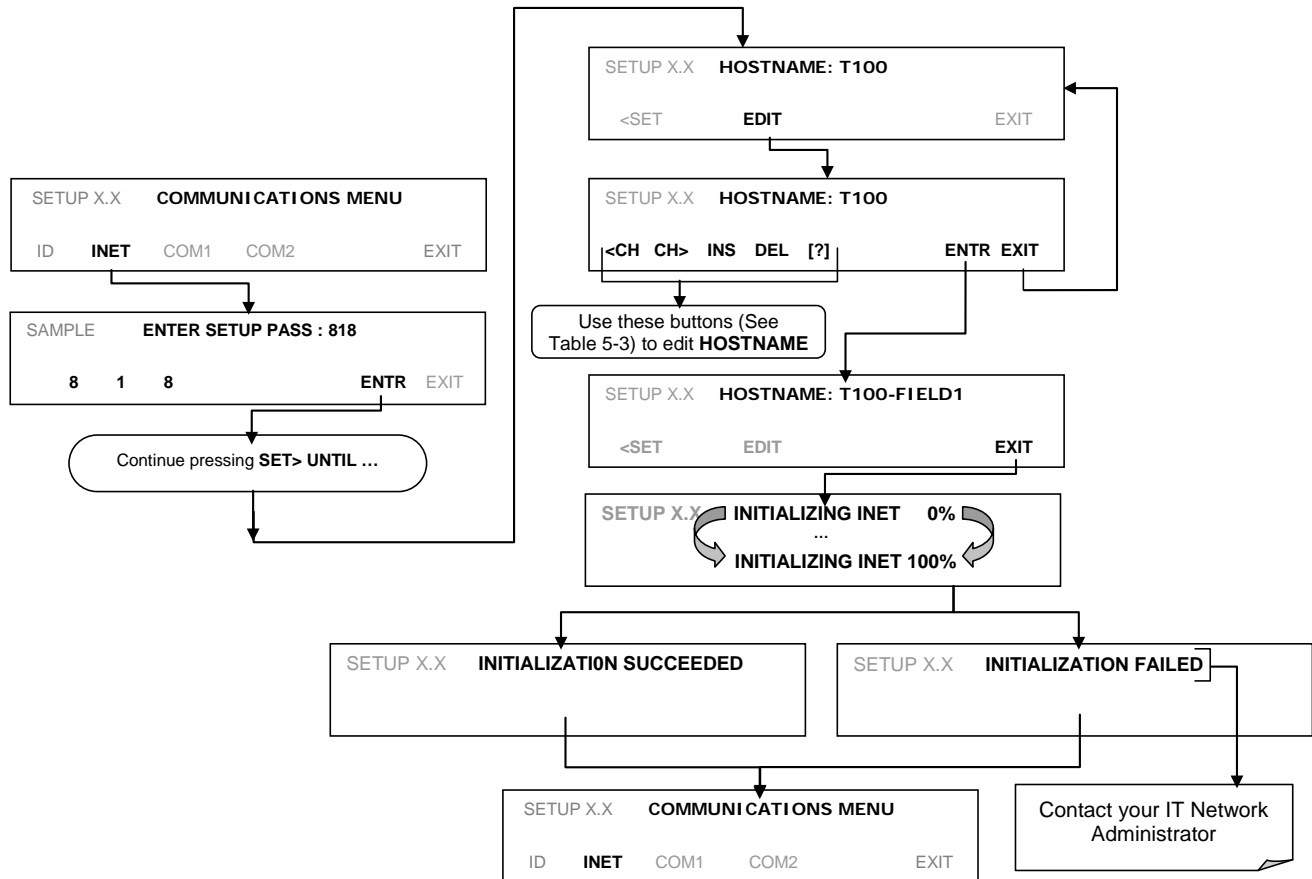 SETUP X.X COMMUNICATIONS MENU
ID INET COM1 COM2 EXIT
SAMPLE ENTER SETUP PASS : 818
8 1 8 ENTR EXIT
Continue pressing SET> UNTIL …
SETUP X.X HOSTNAME: T100
<SET EDIT EXIT
SETUP X.X HOSTNAME: T100
<CH CH> INS DEL [?] ENTR EXIT
Use these buttons (See
Table 5-3) to edit HOSTNAME
SETUP X.X HOSTNAME: T100-FIELD1
<SET EDIT EXIT
SETUP X.X INITIALIZING INET 0%
…
INITIALIZING INET 100%
SETUP X.X INITIALIZATI0N SUCCEEDED
SETUP X.X INITIALIZATION FAILED
SETUP X.X COMMUNICATIONS MENU
ID INET COM1 COM2 EXIT
Contact your IT Network
Administrator